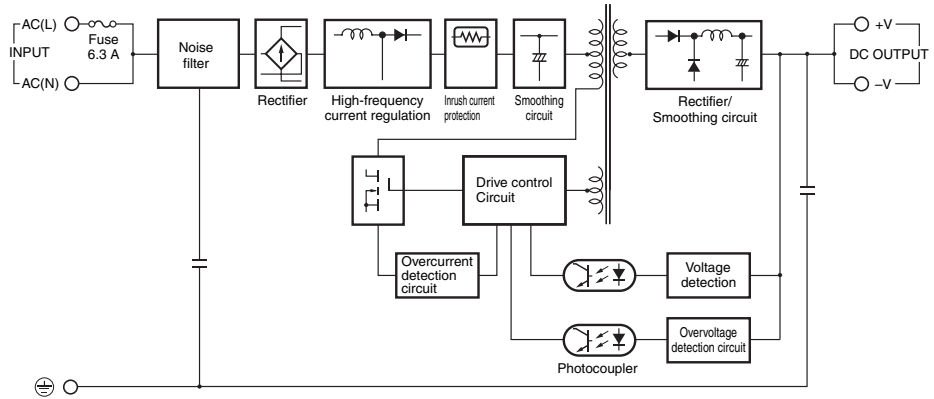 AC(L)
Fuse
6.3 A
INPUT
AC(N)
Noise
filter
Rectifier
High-frequency
current regulation
Inrush current
protection
Smoothing
circuit
Rectifier/
Smoothing circuit
+V
DC OUTPUT
–V
Drive control
Circuit
Overcurrent
detection
circuit
Voltage
detection
Overvoltage
detection circuit
Photocoupler